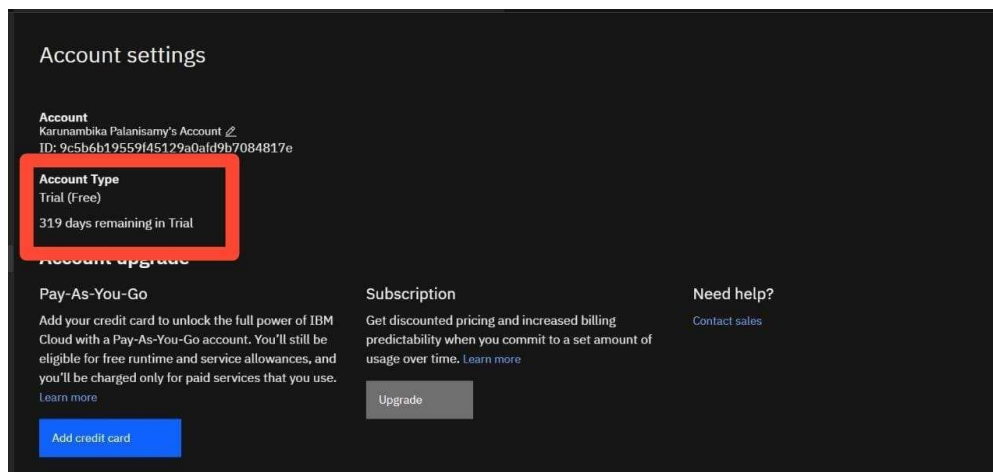 Account settings
Account
Karunambika Palanisamy's Account
ID: 9c5b6b19559f45129a0afd9b7084817e
Account Type
Trial (Free)
319 days remaining in Trial
Account upgrade
Pay-As-You-Go
Add your credit card to unlock the full power of IBM
Cloud with a Pay-As-You-Go account. You'll still be
eligible for free runtime and service allowances, and
you'll be charged only for paid services that you use.
Learn more
Add credit card
Subscription
Get discounted pricing and increased billing
predictability when you commit to a set amount of
usage over time. Learn more
Upgrade
Need help?
Contact sales